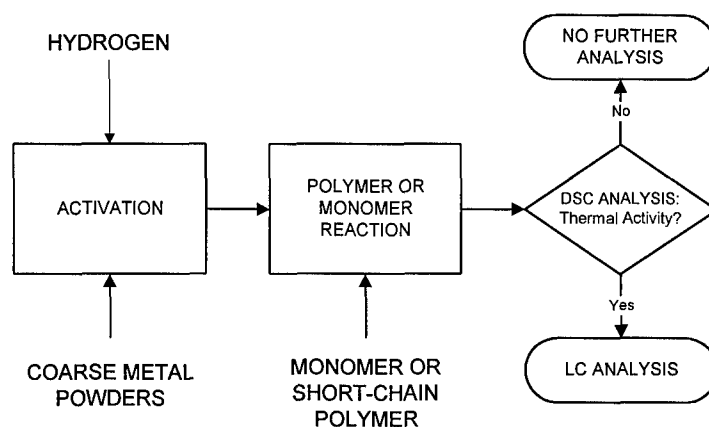 HYDROGEN
NO FURTHER
ANALYSIS
No
ACTIVATION
POLYMER OR
MONOMER
REACTION
DSC ANALYSIS:
Thermal Activity?
Yes
COARSE METAL
POWDERS
MONOMER OR
SHORT-CHAIN
POLYMER
LC ANALYSIS